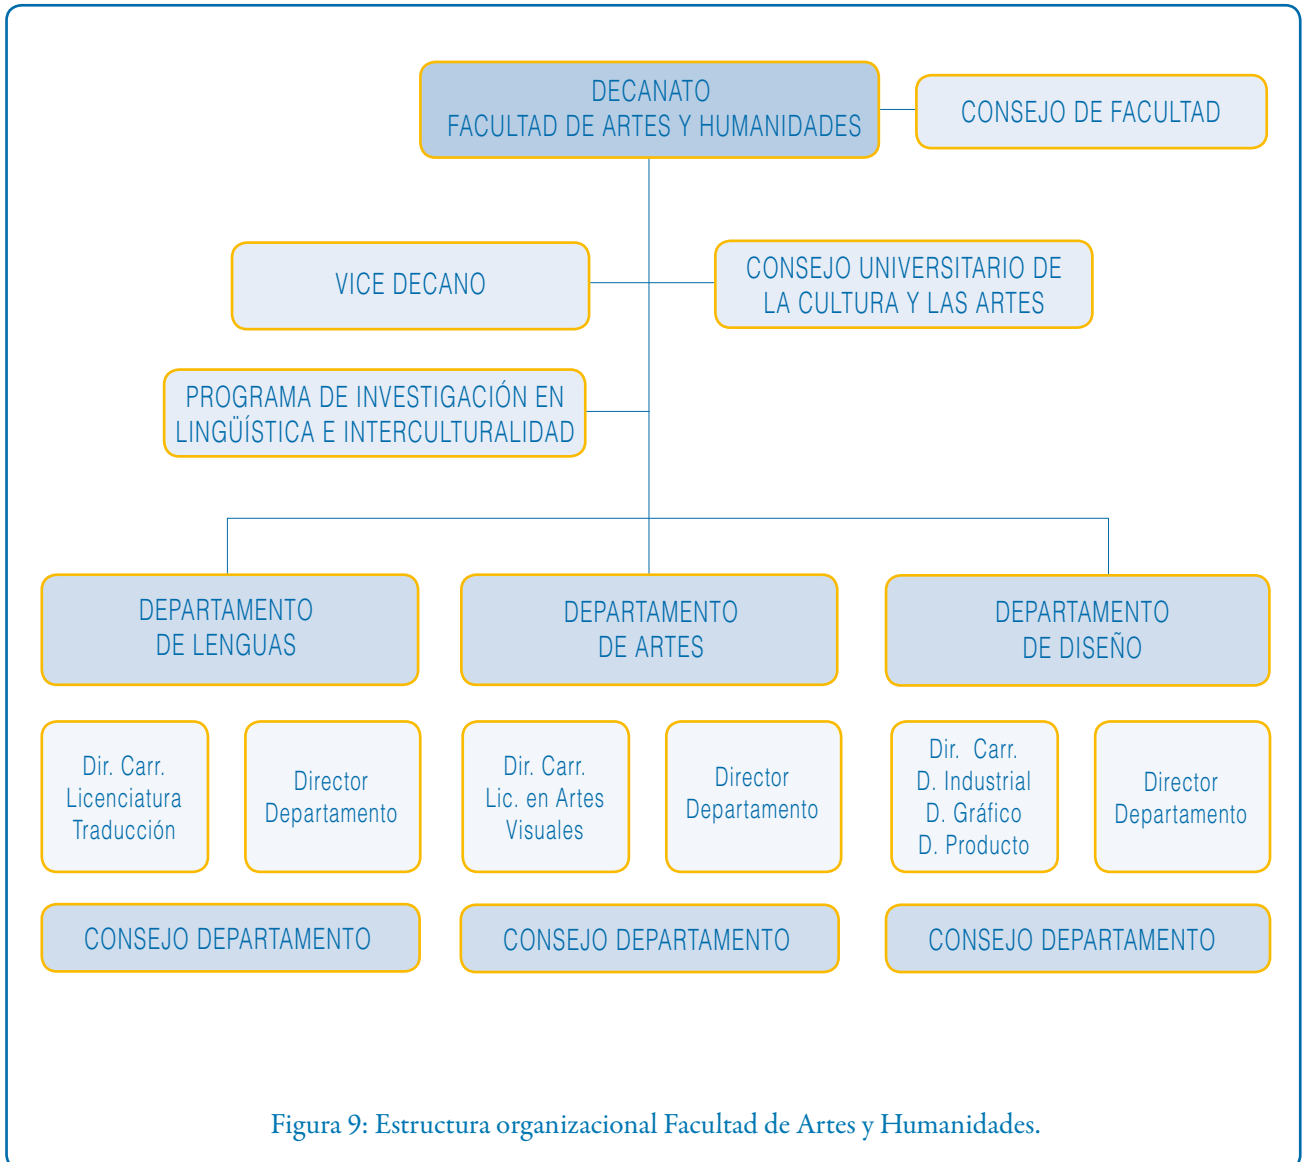 DECANATO
FACULTAD DE ARTES Y HUMANIDADES
CONSEJO DE FACULTAD
VICE DECANO
CONSEJO UNIVERSITARIO DE
LA CULTURA Y LAS ARTES
PROGRAMA DE INVESTIGACIÓN EN
LINGÜÍSTICA E INTERCULTURALIDAD
DEPARTAMENTO
DE LENGUAS
DEPARTAMENTO
DE ARTES
DEPARTAMENTO
DE DISEÑO
Dir. Carr.
Licenciatura
Traducción
Director
Departamento
Dir. Carr.
Lic. en Artes
Visuales
Director
Departamento
Dir. Carr.
D. Industrial
D. Gráfico
D. Producto
Director
Departamento
CONSEJO DEPARTAMENTO
CONSEJO DEPARTAMENTO
CONSEJO DEPARTAMENTO
Figura 9: Estructura organizacional Facultad de Artes y Humanidades.